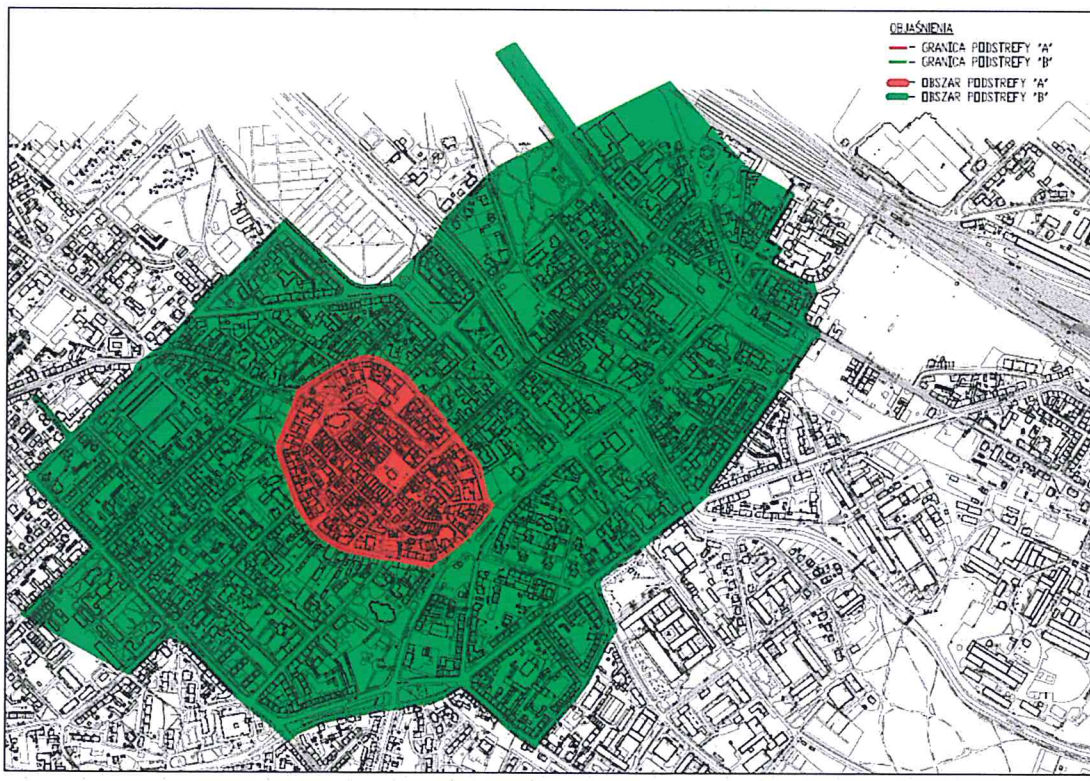 OBJAŚNIENIA
- GRANICA PODSTREFY "A"
- GRANICA PODSTREFY "B"
- OBSZAR PODSTREFY "A"
- OBSZAR PODSTREFY "B"